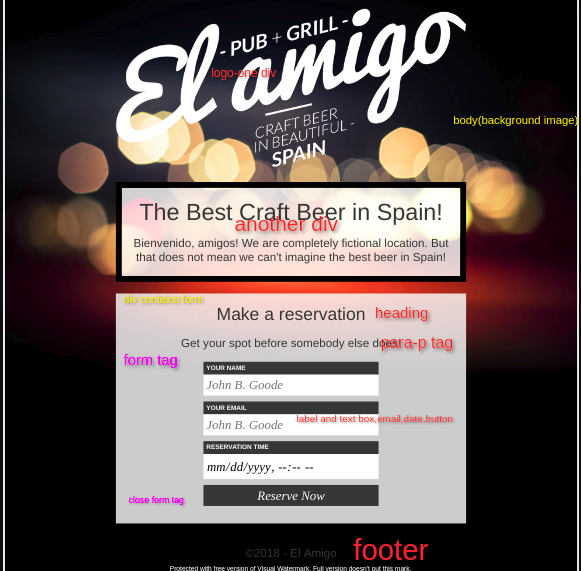 - PUB + GRILL -
El amigo
logo-one div
- CRAFT BEER
IN BEAUTIFUL -
SPAIN
body(background image)
The Best Craft Beer in Spain!
another div
Bienvenido, amigos! We are completely fictional location. But
that does not mean we can't imagine the best beer in Spain!
div contains form
Make a reservation
heading
Get your spot before somebody else does!
para-p tag
form tag
YOUR NAME
John B. Goode
YOUR EMAIL
John B. Goode
label and text box,email,date,button
RESERVATION TIME
mm/dd/yyyy, --:-- --
Reserve Now
close form tag
©2018 - El Amigo
footer
Protected with free version of Visual Watermark. Full version doesn't put this mark.